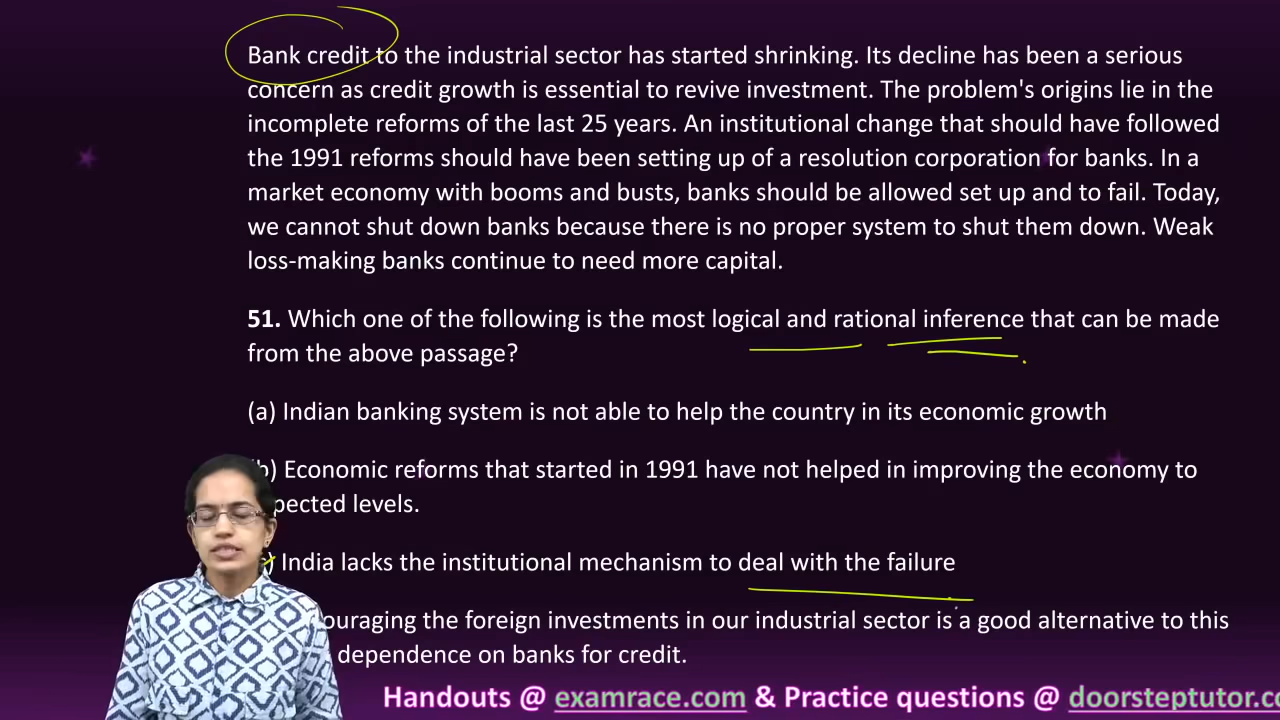 Bank credit to the industrial sector has started shrinking. Its decline has been a serious
concern as credit growth is essential to revive investment. The problem's origins lie in the
incomplete reforms of the last 25 years. An institutional change that should have followed
the 1991 reforms should have been setting up of a resolution corporation for banks. In a
market economy with booms and busts, banks should be allowed set up and to fail. Today,
we cannot shut down banks because there is no proper system to shut them down. Weak
loss-making banks continue to need more capital.
51. Which one of the following is the most logical and rational inference that can be made
from the above passage?
(a) Indian banking system is not able to help the country in its economic growth
(b) Economic reforms that started in 1991 have not helped in improving the economy to
pected levels.
India lacks the institutional mechanism to deal with the failure
ouraging the foreign investments in our industrial sector is a good alternative to this
dependence on banks for credit.
Handouts @ examrace.com & Practice questions @ doorsteptutor.c